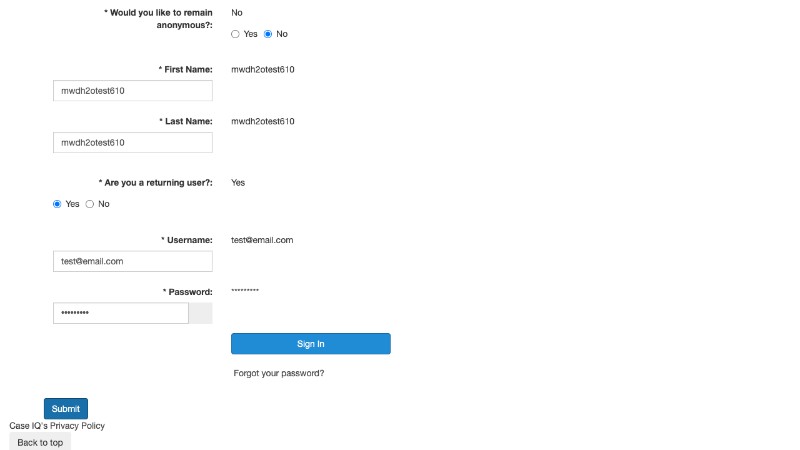 * Would you like to remain No
anonymous?:
Yes No
* First Name: mwdh2otest610
mwdh2otest610
* Last Name: mwdh2otest610
mwdh2otest610
* Are you a returning user?: Yes
Yes No
* Username: test@email.com
test@email.com
* Password: *********
•••••••••
Sign In
Forgot your password?
Submit
Case IQ's Privacy Policy
Back to top